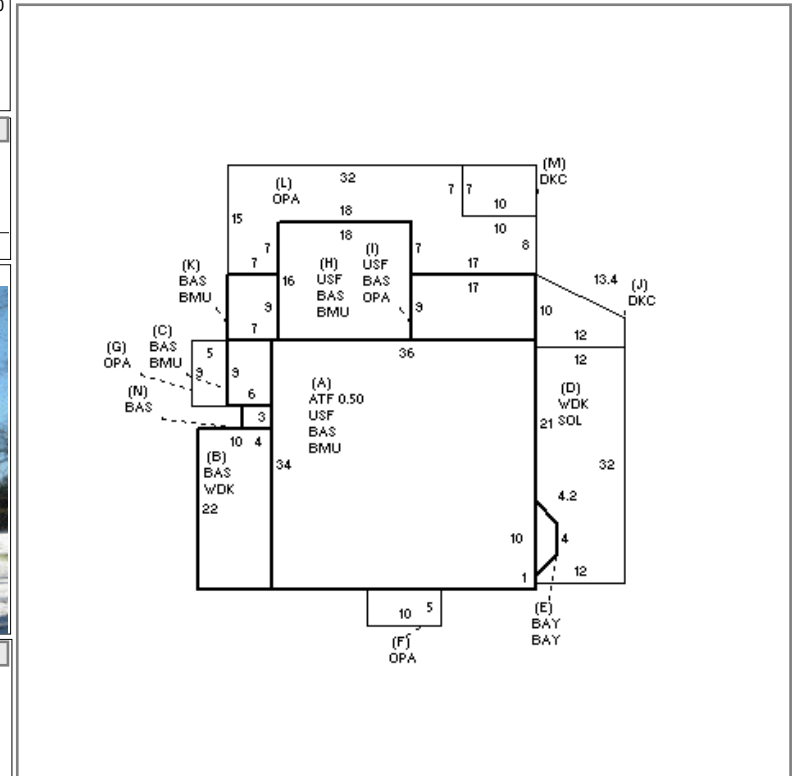 (M)
DKC
32
(L)
OPA
7 7
10
18
15
10
18
(I)
8
7
7
USF
(K)
7
(H)
BAS
17
BAS
16
USF
OPA
17
13.4
(J)
BMU
BAS
DKC
9
BMU
9
10
7
(C)
12
BAS
5
36
(G)
BMU
12
OPA
9
9
(A)
(D)
(N)
6
ATF 0.50
WDK
BAS
3
USF
21 SOL
10 4
BAS
(B)
BMU
BAS
34
32
WDK
4.2
22
10
4
1
12
10 5
(E)
BAY
(F)
BAY
OPA